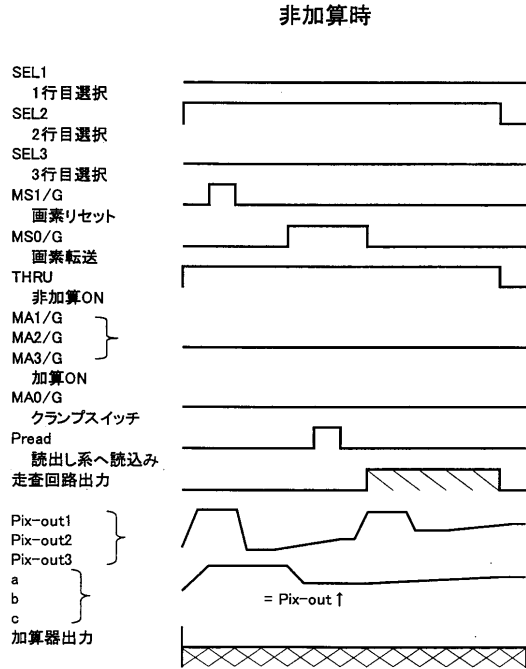 非加算時
SEL1
1行目選択
SEL2
2行目選択
SEL3
3行目選択
MS1/G
画素リセット
MS0/G
画素転送
THRU
非加算ON
MA1/G
MA2/G
MA3/G
加算ON
MA0/G
クランプスイッチ
Pread
読出し系へ読込み
走査回路出力
Pix-out1
Pix-out2
Pix-out3
a
b
c
= Pix-out↑
加算器出力